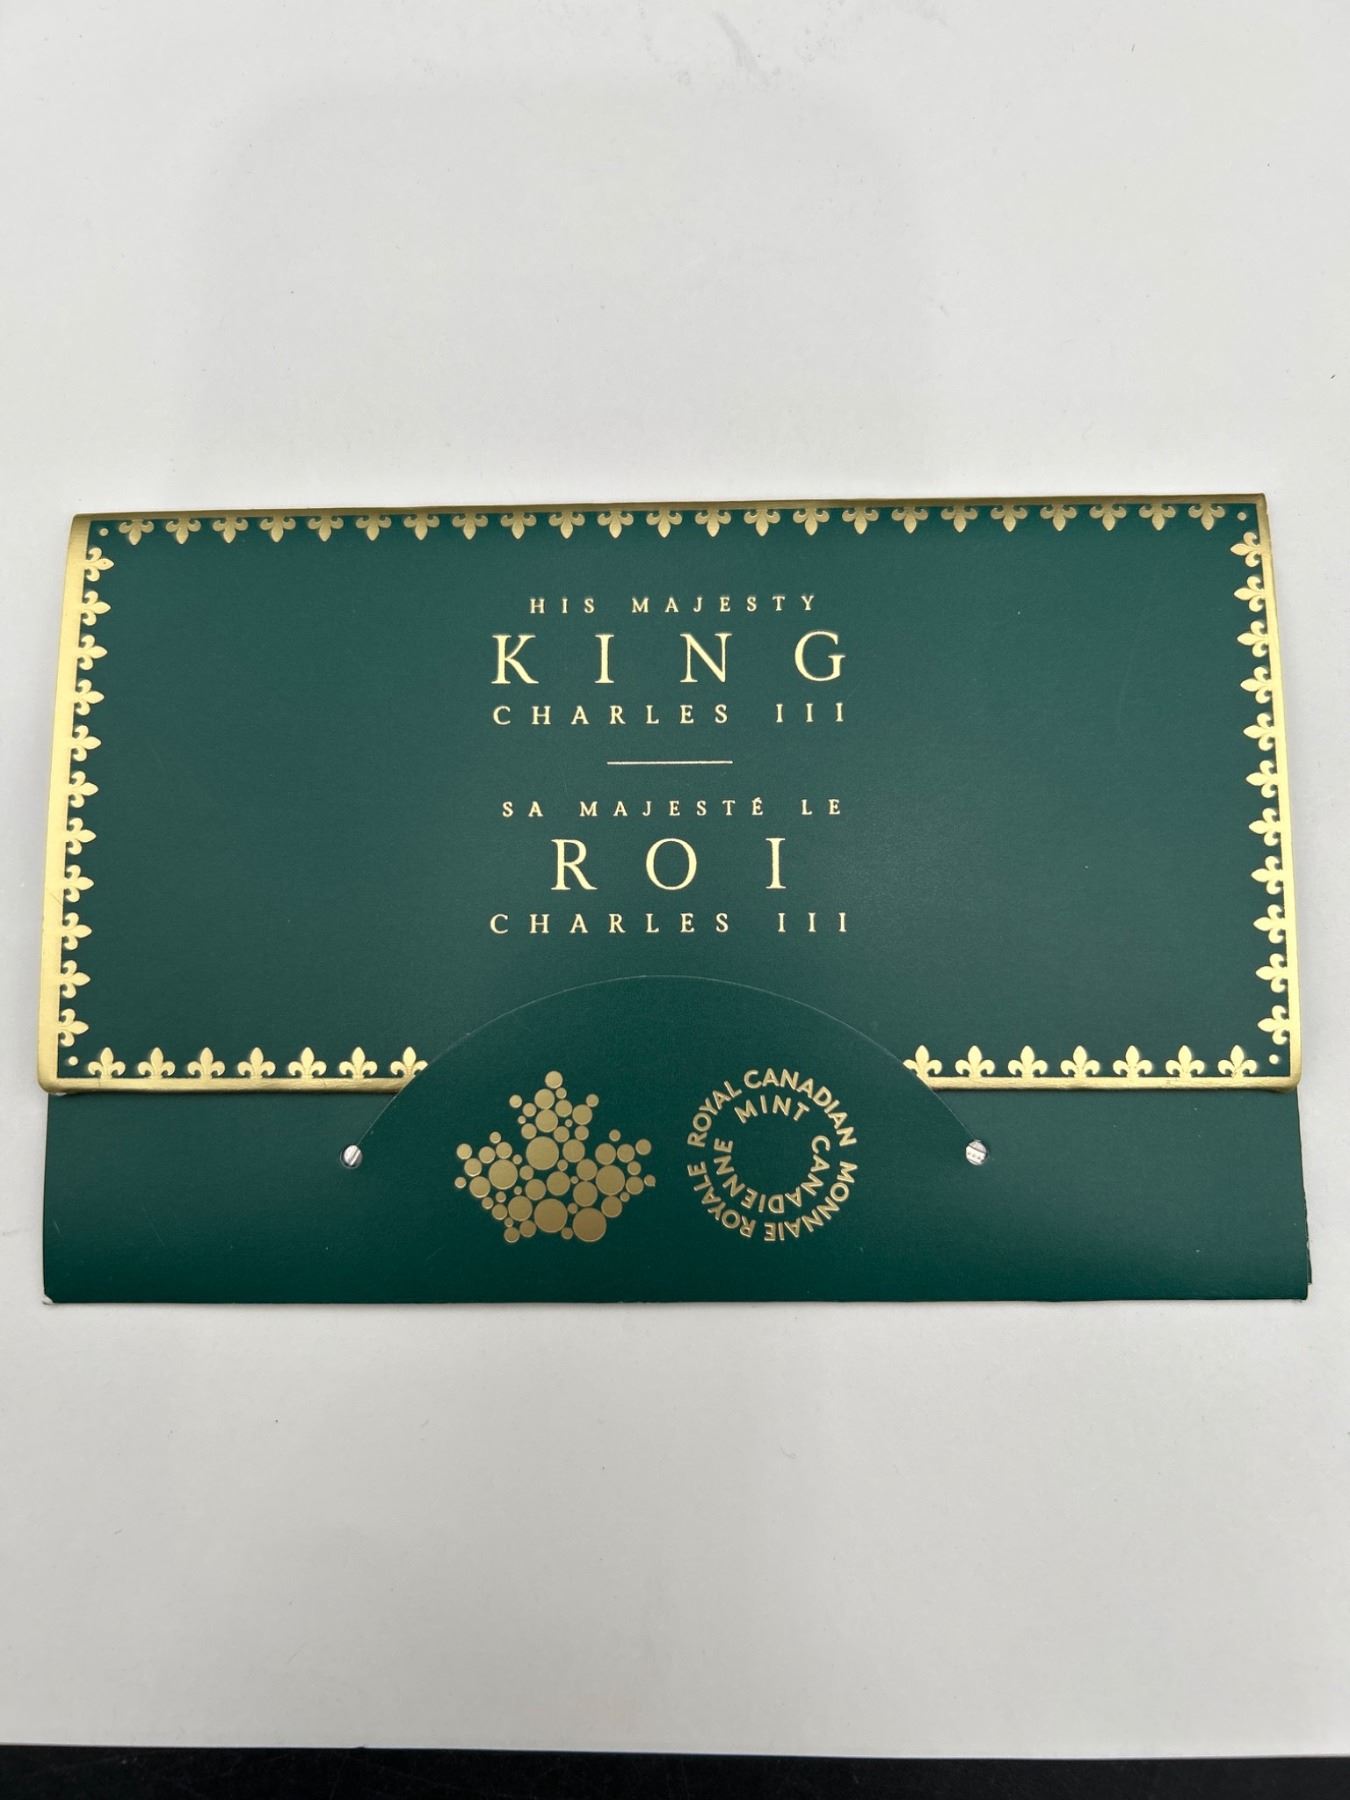 HIS MAJESTY
KING
CHARLES III
SA MAJESTÉ LE
ROI
CHARLES III
ROYAL CANADIAN MINT
MONNAIE ROYALE CANADIENNE